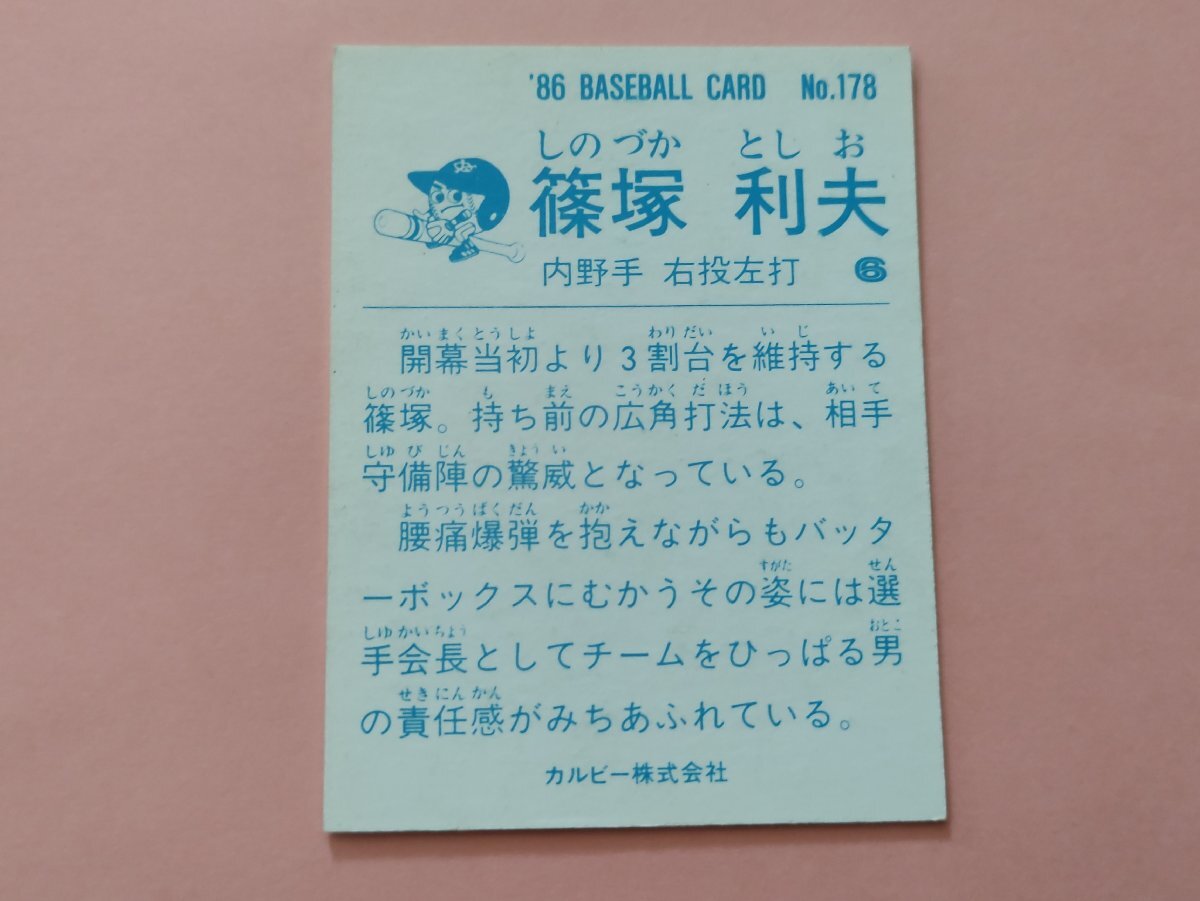 '86 BASEBALL CARD No.178
しのづか としお
篠塚 利夫
内野手 右投左打 6
かいまくとうしよ わりだい いじ
開幕当初より3割台を維持する
しのづか も まえ こうかくだほう あいて
篠塚。持ち前の広角打法は、相手
しゆびじん きようい
守備陣の驚威となっている。
ようつうばくだん かか
腰痛爆弾を抱えながらもバッタ
すがた せん
ーボックスにむかうその姿には選
しゆかいちよう おとこ
手会長としてチームをひっぱる男
せきにんかん
の責任感がみちあふれている。
カルビー株式会社